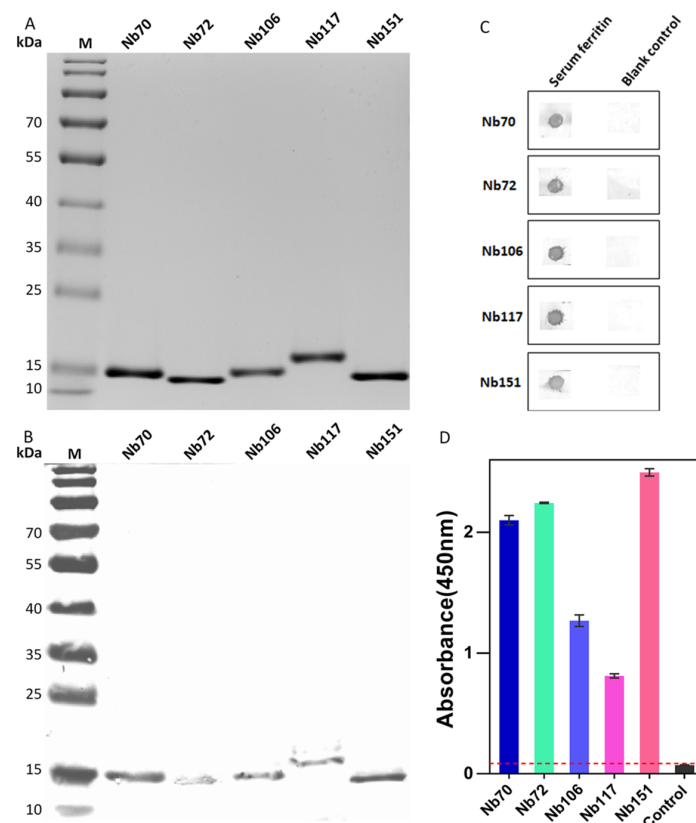 A
kDa
M
Nb70
Nb72
Nb106
Nb117
Nb151
70
55
40
35
25
15
10
B
kDa
M
Nb70
Nb72
Nb106
Nb117
Nb151
70
55
40
35
25
15
10
C
Serum ferritin
Blank control
Nb70
Nb72
Nb106
Nb117
Nb151
D
Absorbance(450nm)
2
1
0
Nb70
Nb72
Nb106
Nb117
Nb151
Control